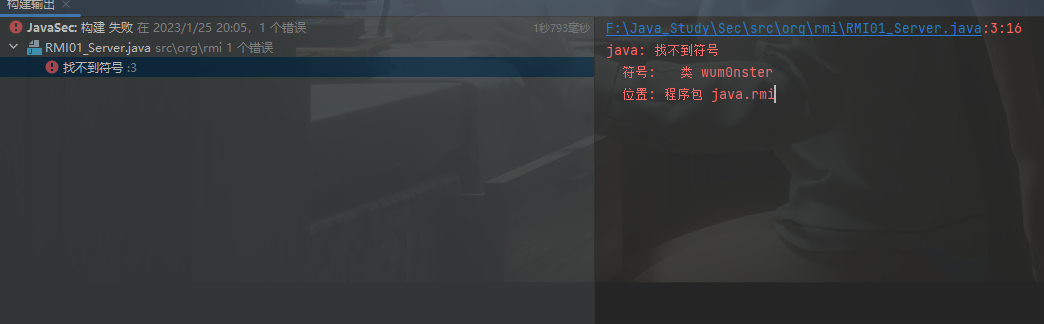 构建输出 ×
JavaSec: 构建 失败 在 2023/1/25 20:05，1 个错误 1秒793毫秒
RMI01_Server.java src\org\rmi 1 个错误
找不到符号 :3
F:\Java_Study\Sec\src\org\rmi\RMI01_Server.java:3:16
java: 找不到符号
符号: 类 wum0nster
位置: 程序包 java.rmi